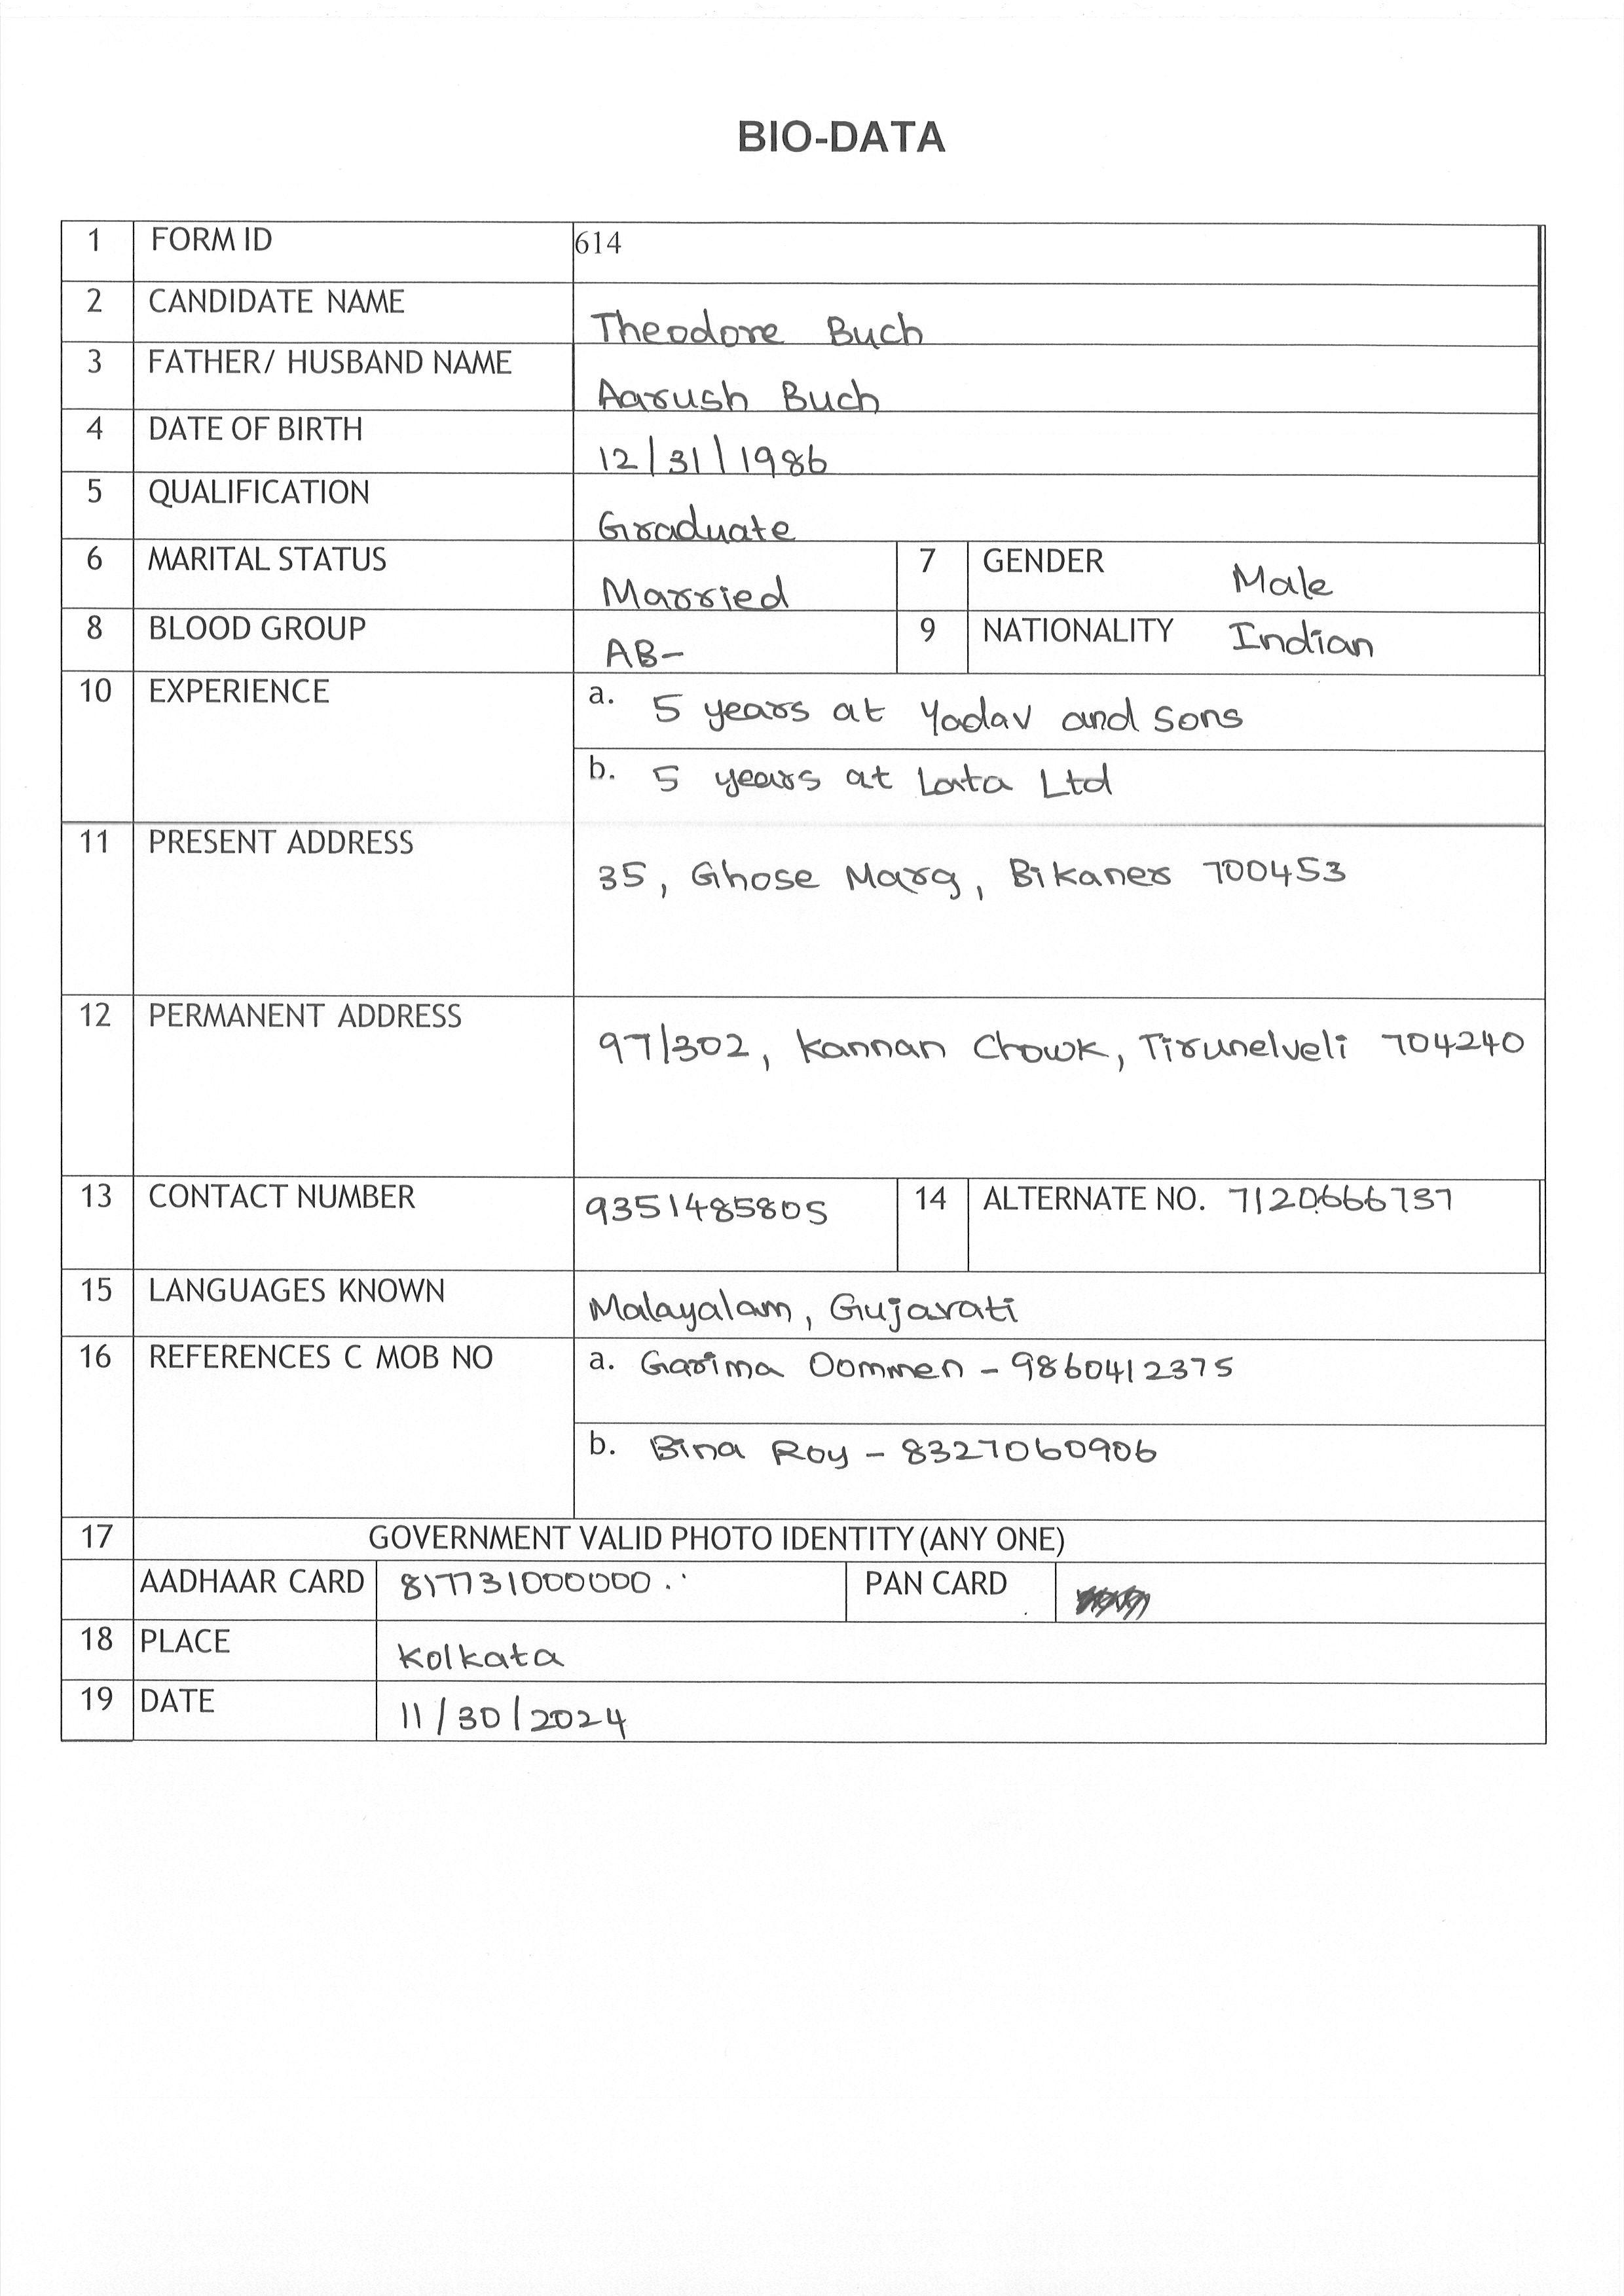 BIO-DATA
1 FORM ID 614
2 CANDIDATE NAME Theodore Buch
3 FATHER/ HUSBAND NAME Aarush Buch
4 DATE OF BIRTH 12/31/1986
5 QUALIFICATION Graduate
6 MARITAL STATUS Married 7 GENDER Male
8 BLOOD GROUP AB- 9 NATIONALITY Indian
10 EXPERIENCE a. 5 years at Yadav and Sons
b. 5 years at Lata Ltd
11 PRESENT ADDRESS 35, Ghose Marg, Bikaner 700453
12 PERMANENT ADDRESS 97/302, Kannan Chowk, Tirunelveli 704240
13 CONTACT NUMBER 9351485805 14 ALTERNATE NO. 7120666737
15 LANGUAGES KNOWN Malayalam, Gujarati
16 REFERENCES C MOB NO a. Garima Oommen - 9860412375
b. Bina Roy - 8327060906
17 GOVERNMENT VALID PHOTO IDENTITY (ANY ONE)
AADHAAR CARD 817731000000 PAN CARD
18 PLACE Kolkata
19 DATE 11/30/2024